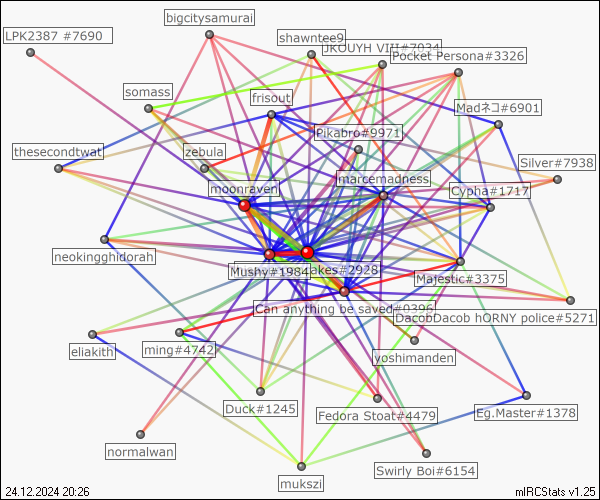 bigcitysamurai
LPK2387 #7690
shawntee9
JKOUYH VIII#7034
Pocket Persona#3326
somass
frisout
Madネコ#6901
Pikabro#9971
thesecondtwat
zebula
Silver#7938
marcemadness
moonraven
Cypha#1717
neokingghidorah
Mushy#1984
akes#2928
Majestic#3375
Can anything be saved#0396
DacobDacob hORNY police#5271
eliakith
ming#4742
yoshimanden
Duck#1245
Fedora Stoat#4479
Eg.Master#1378
normalwan
Swirly Boi#6154
mukszi
24.12.2024 20:26
mIRCStats v1.25